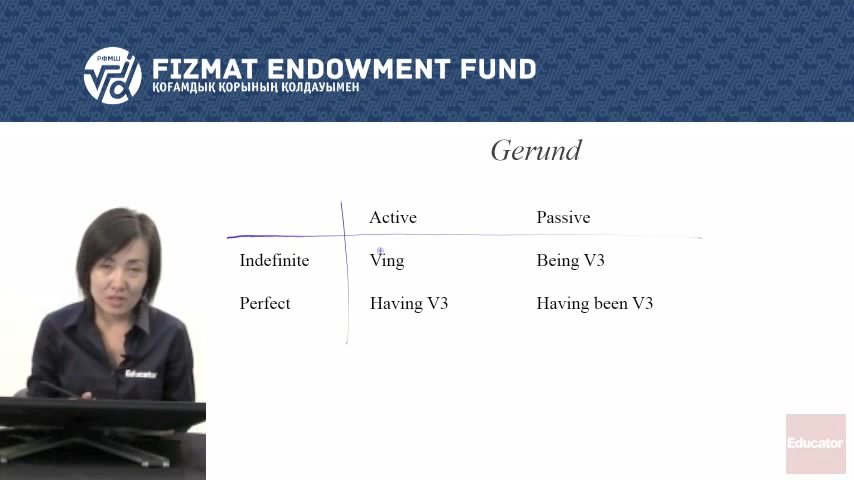 РФМШ
FIZMAT ENDOWMENT FUND
ҚОҒАМДЫҚ ҚОРЫНЫҢ ҚОЛДАУЫМЕН
Gerund
Active Passive
Indefinite Ving Being V3
Perfect Having V3 Having been V3
Educator
Educator